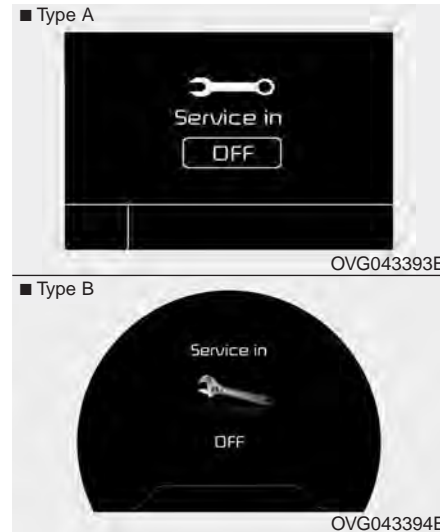 ■ Type A
Service in
OFF
OVG043393E
■ Type B
Service in
OFF
OVG043394E